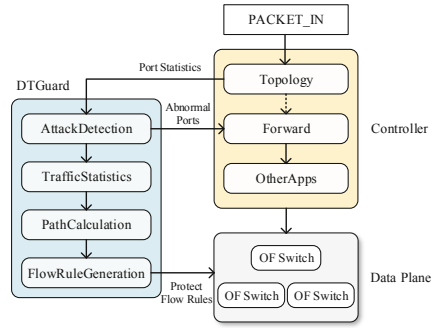 PACKET_IN
Port Statistics
DTGuard
Topology
Abnormal
Ports
AttackDetection
Forward
Controller
TrafficStatistics
OtherApps
PathCalculation
OF Switch
FlowRuleGeneration
Data Plane
Protect
Flow Rules
OF Switch
OF Switch